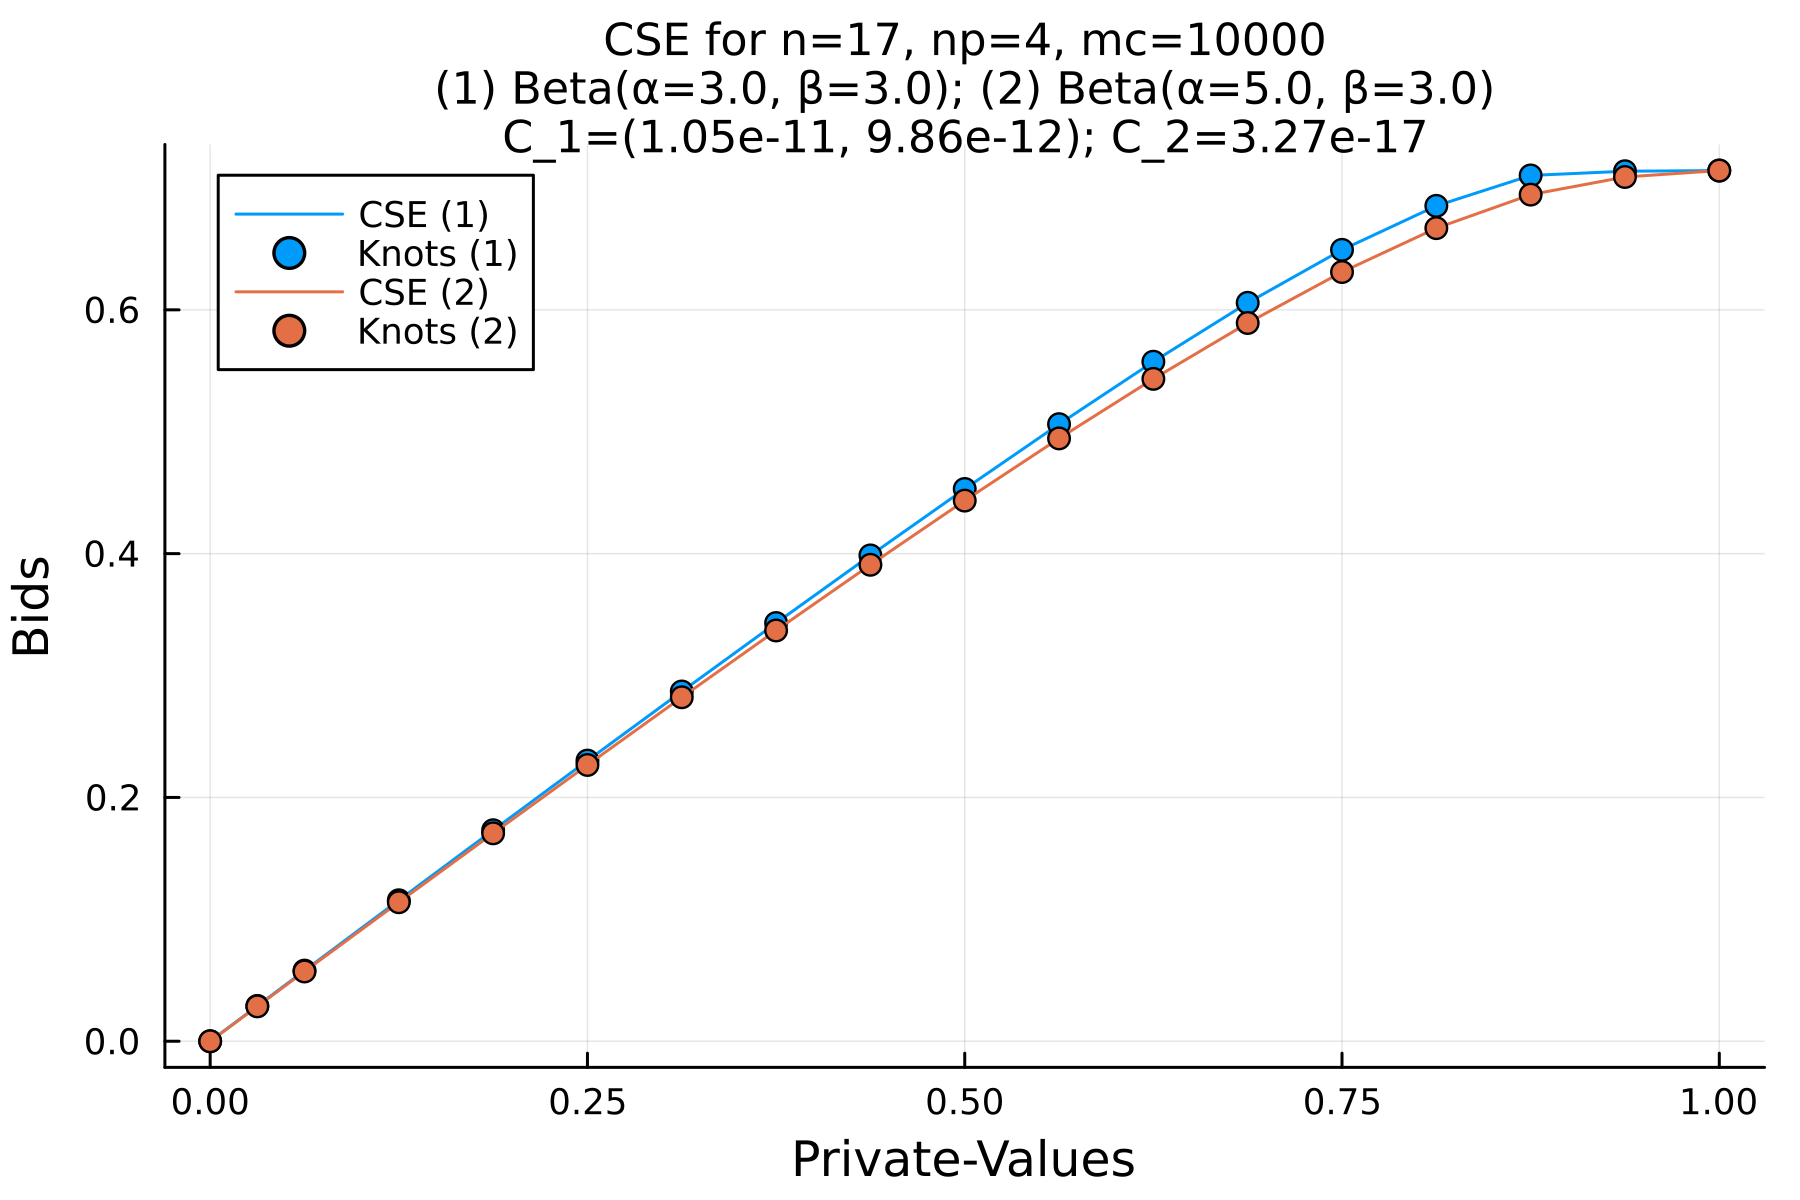 CSE for n=17, np=4, mc=10000
(1) Beta(α=3.0, β=3.0); (2) Beta(α=5.0, β=3.0)
C_1=(1.05e-11, 9.86e-12); C_2=3.27e-17
CSE (1)
Knots (1)
CSE (2)
Knots (2)
0.6
0.4
0.2
0.0
Bids
0.00 0.25 0.50 0.75 1.00
Private-Values